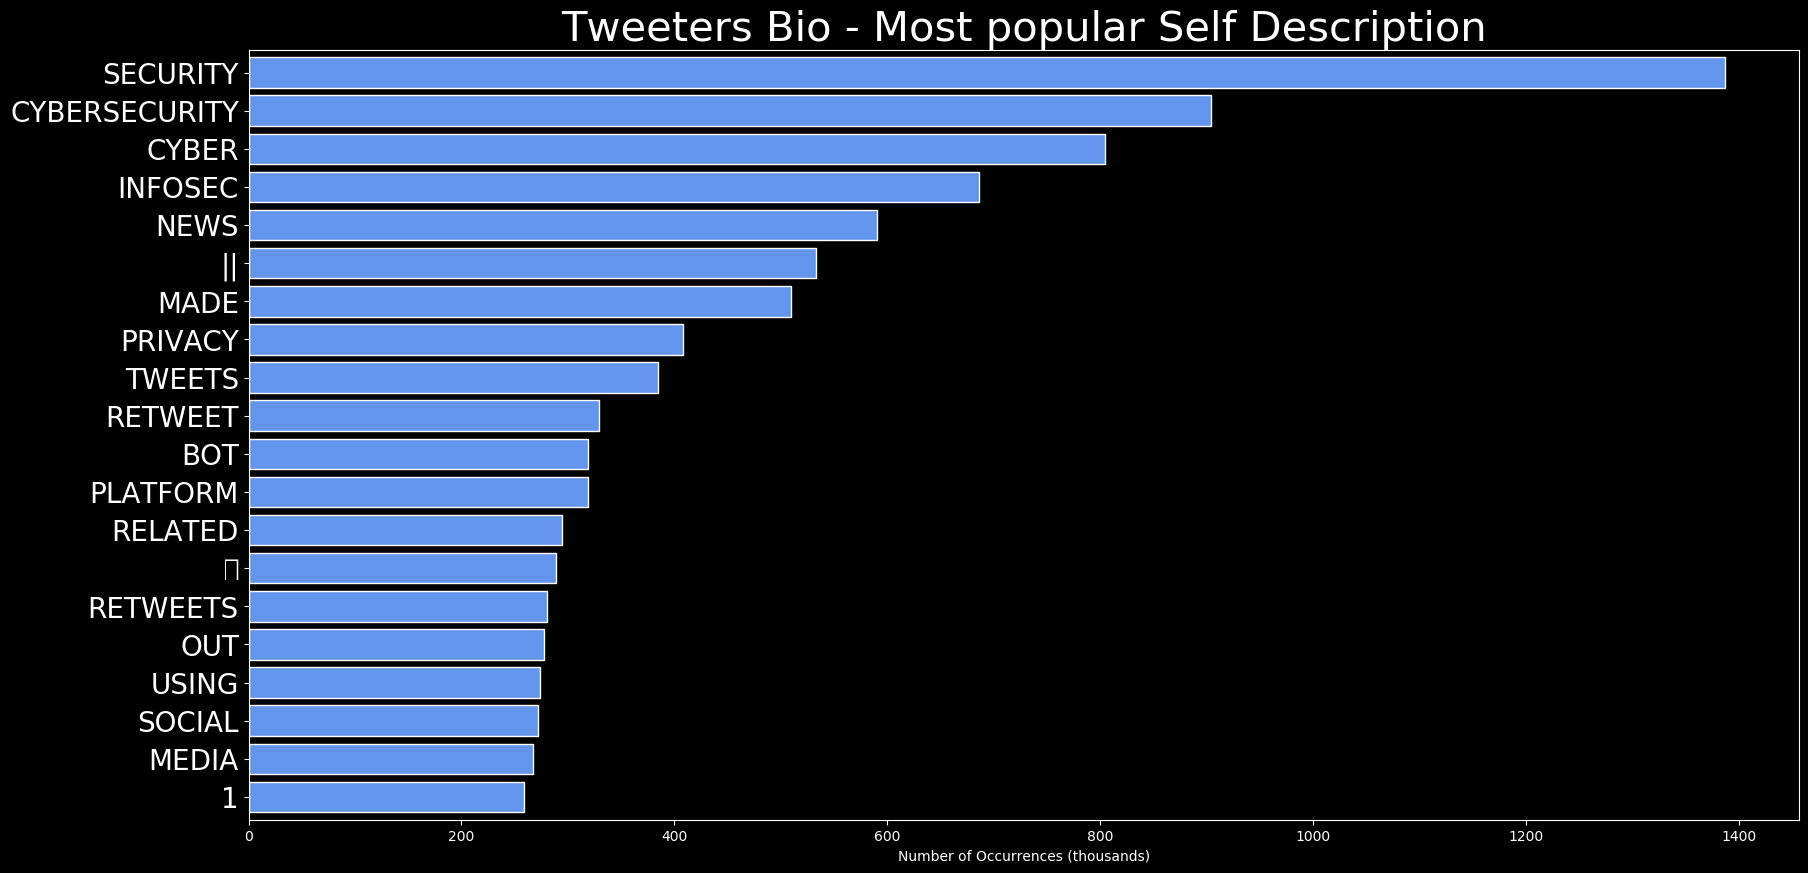 Tweeters Bio - Most popular Self Description
SECURITY
CYBERSECURITY
CYBER
INFOSEC
NEWS
||
MADE
PRIVACY
TWEETS
RETWEET
BOT
PLATFORM
RELATED
RETWEETS
OUT
USING
SOCIAL
MEDIA
1
0 200 400 600 800 1000 1200 1400
Number of Occurrences (thousands)